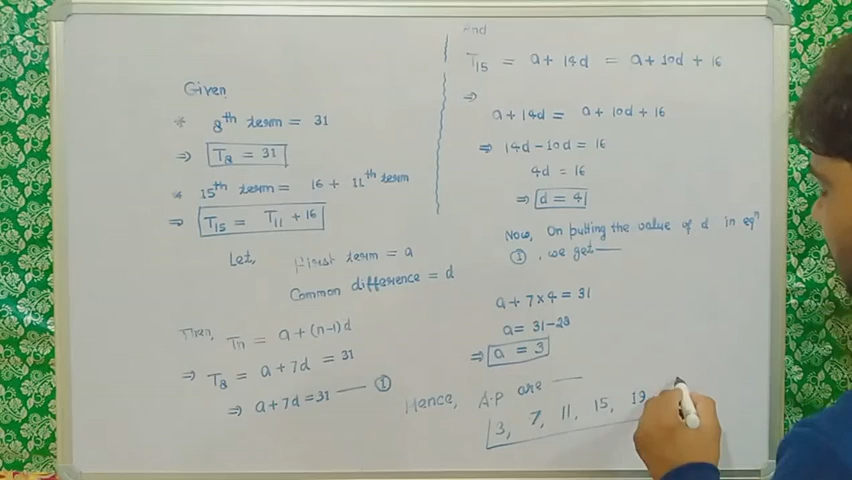 Given
* 8th term = 31
⇒ T8 = 31
* 15th term = 16 + 11th term
⇒ T15 = T11 + 16
Let, First term = a
Common difference = d
Then, Tn = a + (n-1)d
⇒ T8 = a + 7d = 31
⇒ a + 7d = 31 —— ①
And
T15 = a + 14d = a + 10d + 16
⇒
a + 14d = a + 10d + 16
⇒ 14d - 10d = 16
4d = 16
⇒ d = 4
Now, On putting the value of d in eqn
①, we get ——
a + 7 × 4 = 31
a = 31 - 28
⇒ a = 3
Hence, A.P are ——
3, 7, 11, 15, 19